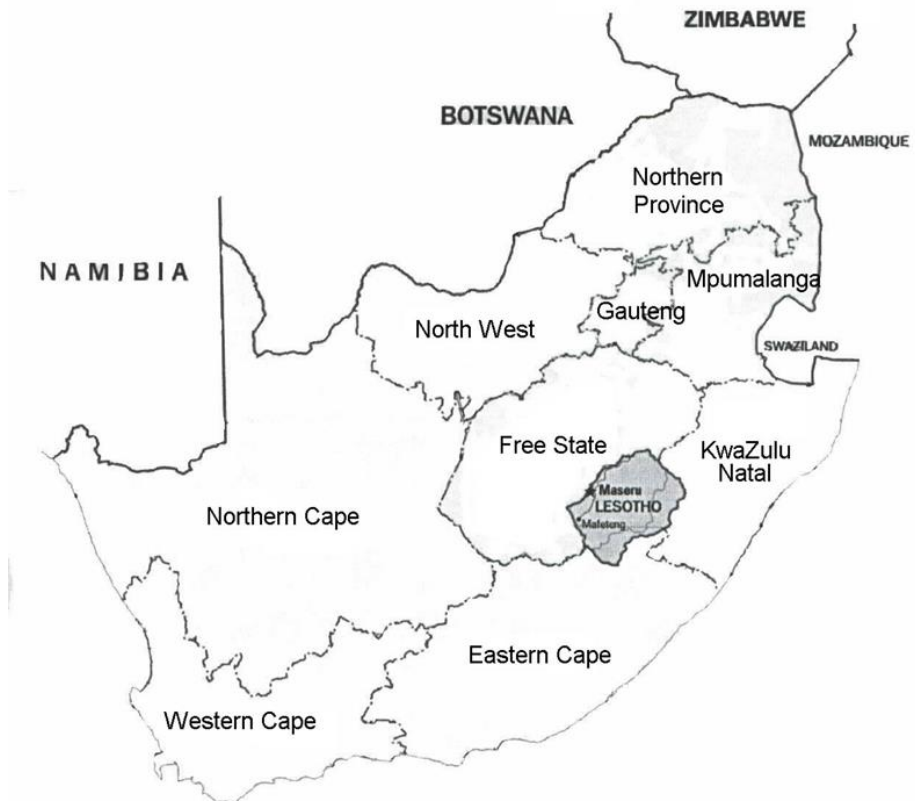 ZIMBABWE
BOTSWANA
MOZAMBIQUE
Northern
Province
NAMIBIA
Mpumalanga
Gauteng
North West
SWAZILAND
Free State
KwaZulu
Natal
Maseru
LESOTHO
Mafeteng
Northern Cape
Eastern Cape
Western Cape